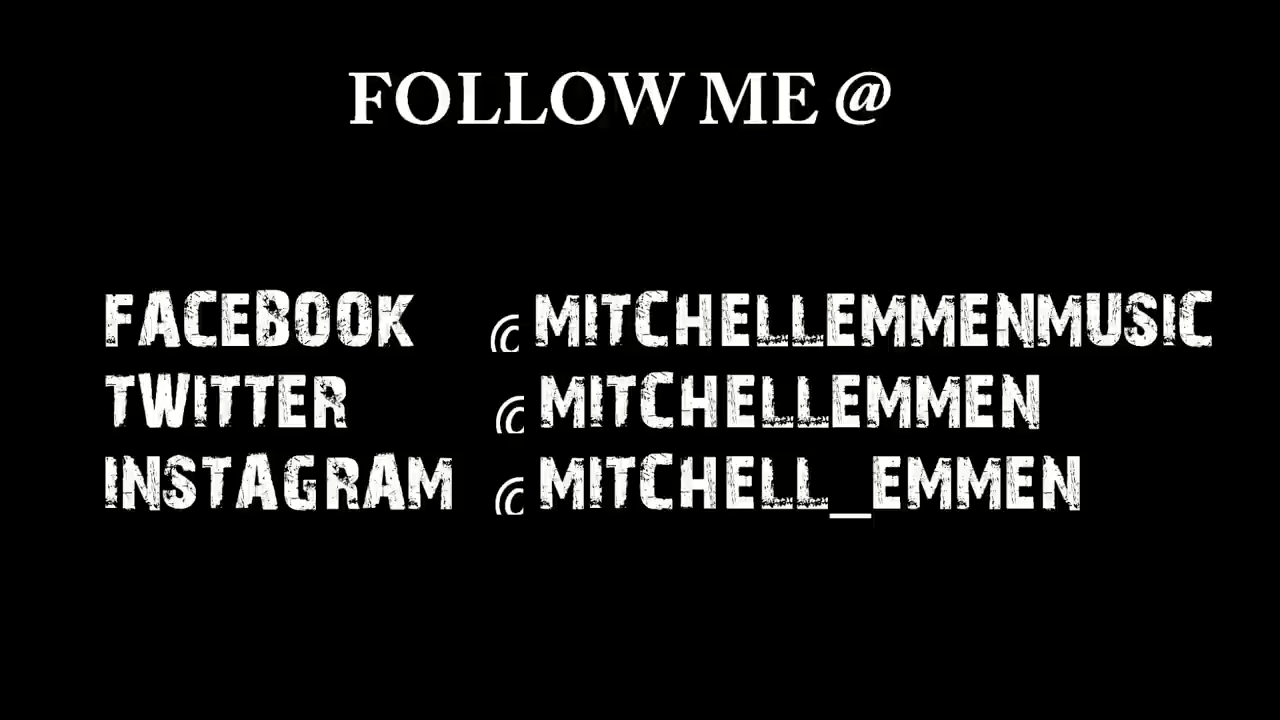 FOLLOW ME @
FACEBOOK @MITCHELLEMMENMUSIC
TWITTER @MITCHELLEMMEN
INSTAGRAM @MITCHELL_EMMEN